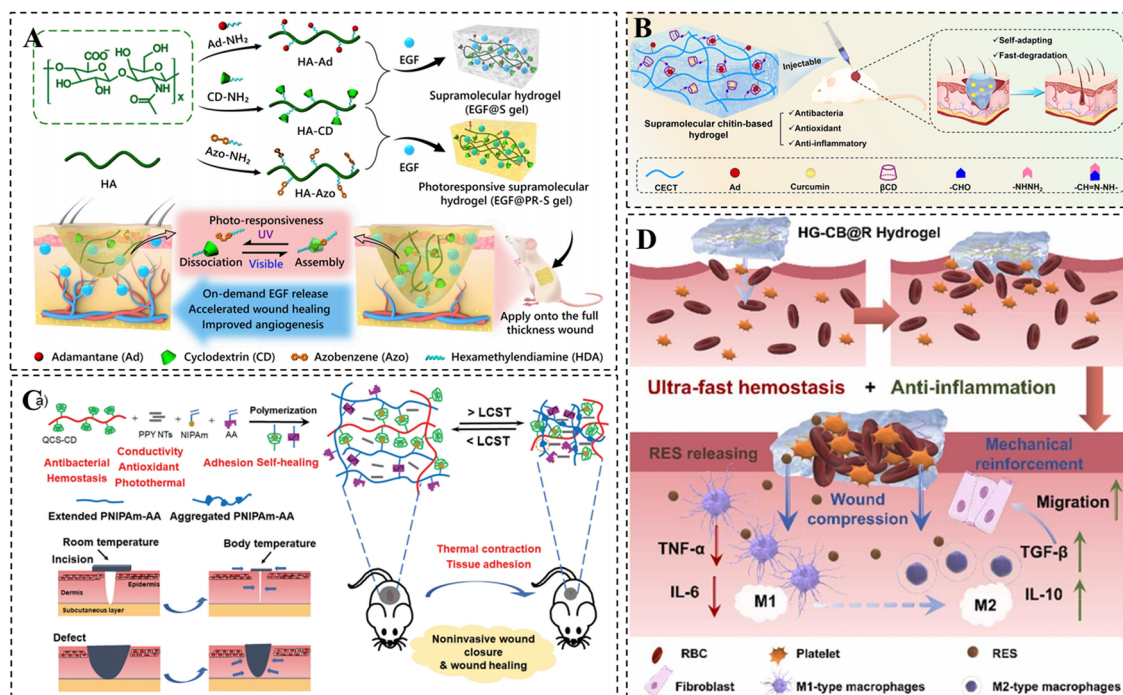 A
COO⁻
OH
OH
O
HO
O
O
OH
NH
O
x
HA
Ad-NH₂
HA-Ad
CD-NH₂
HA-CD
Azo-NH₂
HA-Azo
EGF
EGF
Supramolecular hydrogel
(EGF@S gel)
Photoresponsive supramolecular
hydrogel (EGF@PR-S gel)
Photo-responsiveness
UV
Dissociation
Assembly
Visible
On-demand EGF release
Accelerated wound healing
Improved angiogenesis
Apply onto the full
thickness wound
Adamantane (Ad)
Cyclodextrin (CD)
Azobenzene (Azo)
Hexamethylendiamine (HDA)
B
Injectable
Supramolecular chitin-based
hydrogel
✓Antibacteria
✓Antioxidant
✓Anti-inflammatory
✓Self-adapting
✓Fast-degradation
CECT
Ad
Curcumin
βCD
-CHO
-NHNH₂
-CH=N-NH-
C
a)
QCS-CD
+
PPY NTs
+
NIPAm
+
AA
Polymerization
Antibacterial
Hemostasis
Conductivity
Antioxidant
Photothermal
Adhesion
Self-healing
> LCST
< LCST
Extended PNIPAm-AA
Aggregated PNIPAm-AA
Room temperature
Body temperature
Incision
Dermis
Epidermis
Subcutaneous layer
Defect
Thermal contraction
Tissue adhesion
Noninvasive wound
closure
& wound healing
D
HG-CB@R Hydrogel
Ultra-fast hemostasis + Anti-inflammation
RES releasing
Mechanical
reinforcement
Wound
compression
Migration
TNF-α
IL-6
M1
M2
TGF-β
IL-10
RBC
Platelet
RES
Fibroblast
M1-type macrophages
M2-type macrophages